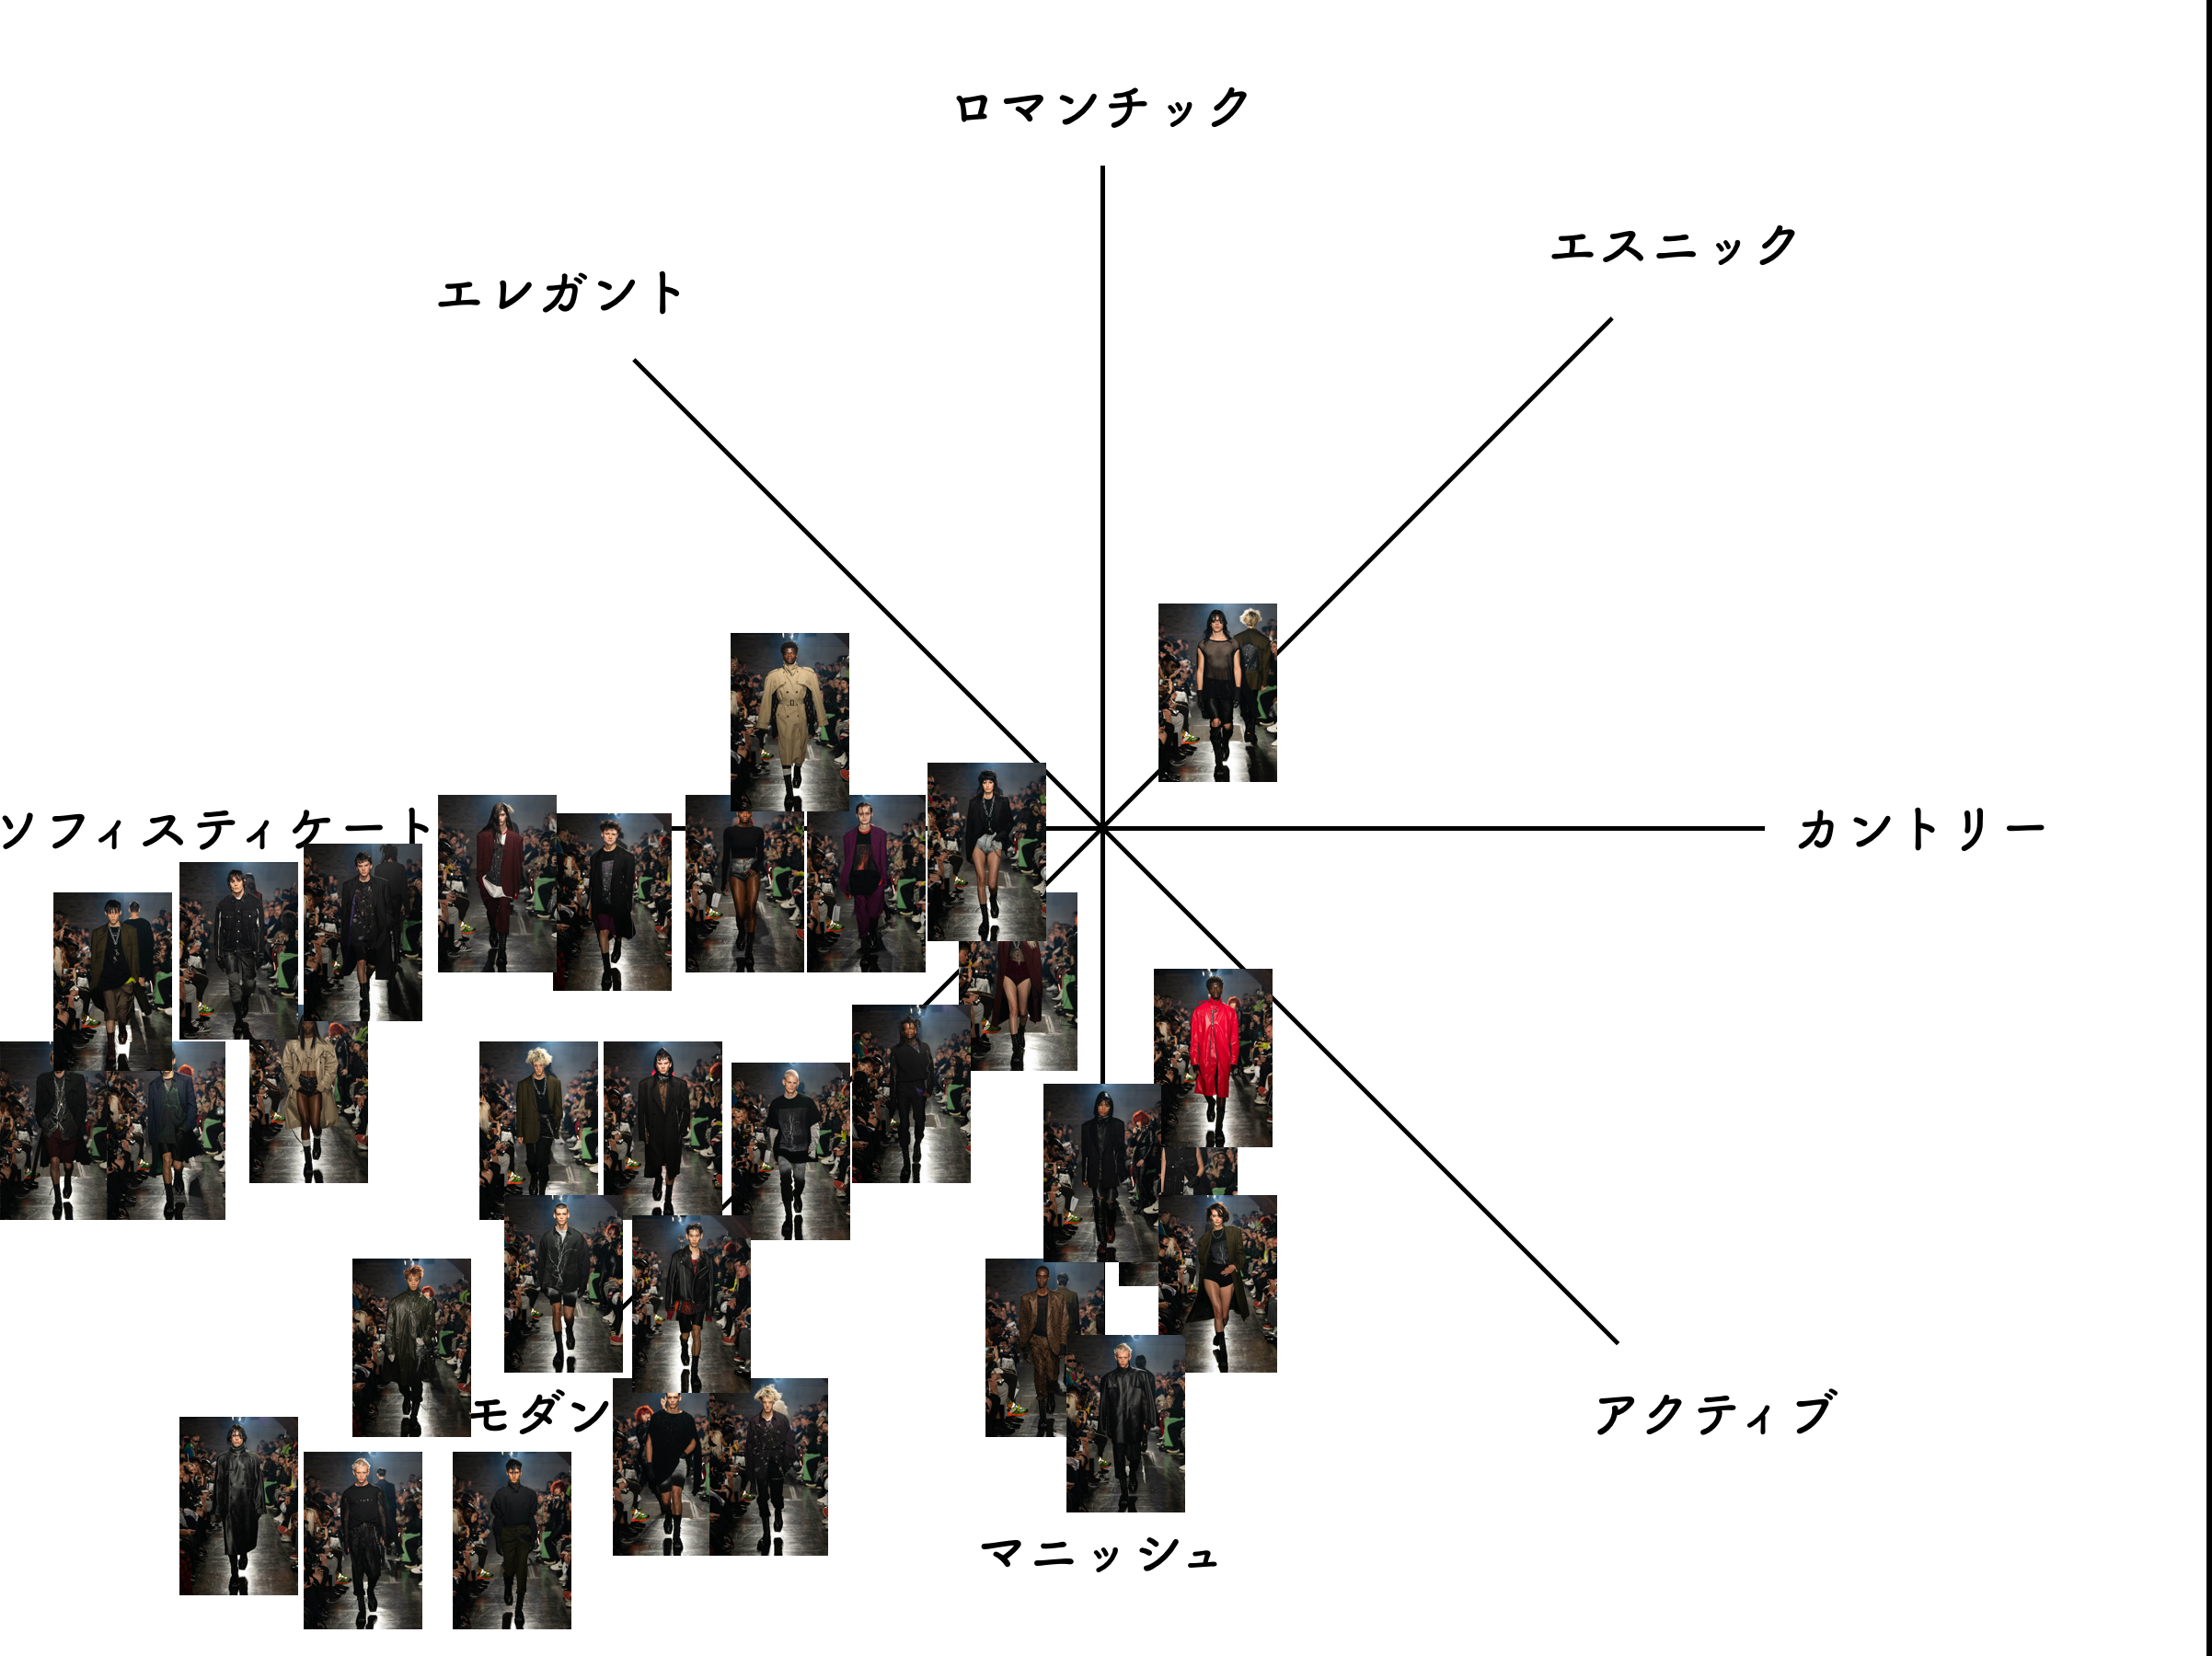 ロマンチック
エスニック
エレガント
ソフィスティケート
カントリー
モダン
アクティブ
マニッシュ